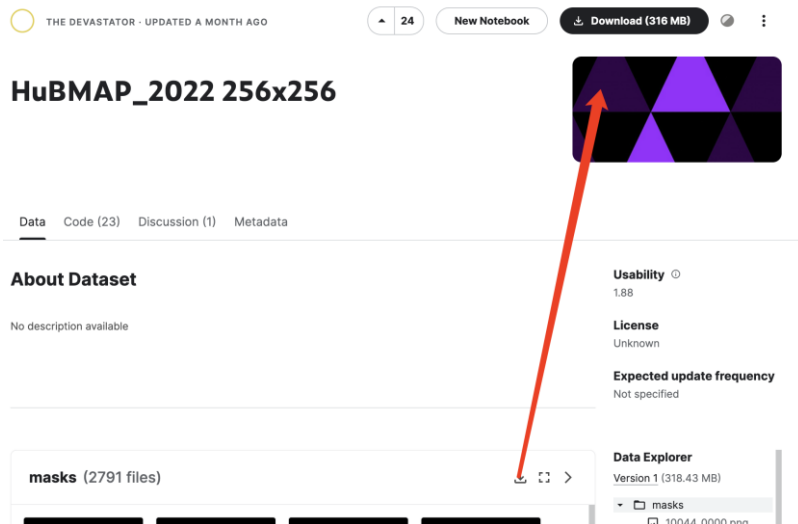 THE DEVASTATOR · UPDATED A MONTH AGO
24
New Notebook
Download (316 MB)
HuBMAP_2022 256x256
Data
Code (23)
Discussion (1)
Metadata
About Dataset
No description available
Usability
1.88
License
Unknown
Expected update frequency
Not specified
masks (2791 files)
Data Explorer
Version 1 (318.43 MB)
masks
10044_0000.png